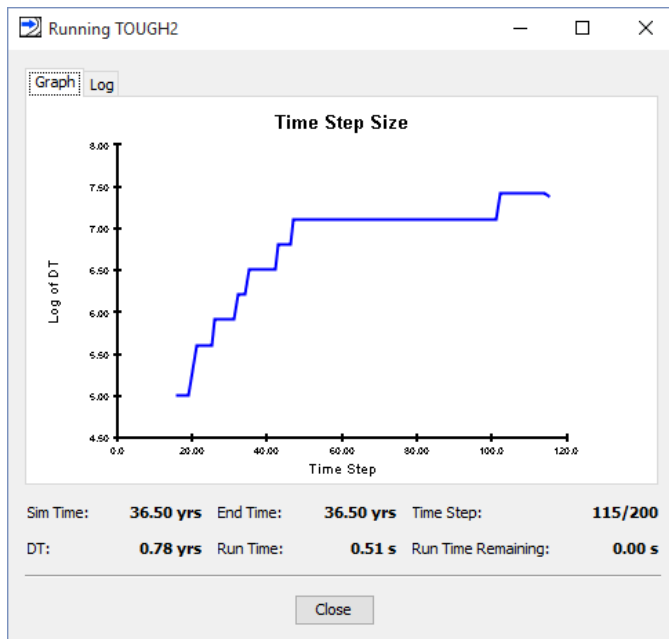 Running TOUGH2
Graph Log
Time Step Size
8.00
7.50
7.00
6.50
6.00
5.50
5.00
4.50
Log of DT
0.0 20.00 40.00 60.00 80.00 100.0 120.0
Time Step
Sim Time: 36.50 yrs End Time: 36.50 yrs Time Step: 115/200
DT: 0.78 yrs Run Time: 0.51 s Run Time Remaining: 0.00 s
Close